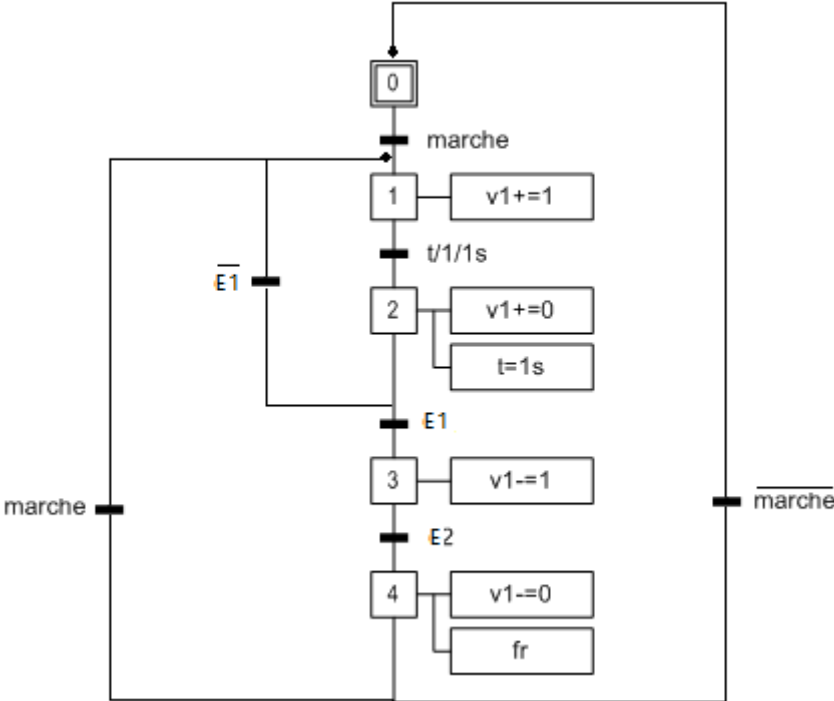 0
marche
1
v1+=1
t/1/1s
E1
2
v1+=0
t=1s
E1
3
v1-=1
marche
marche
E2
4
v1-=0
fr